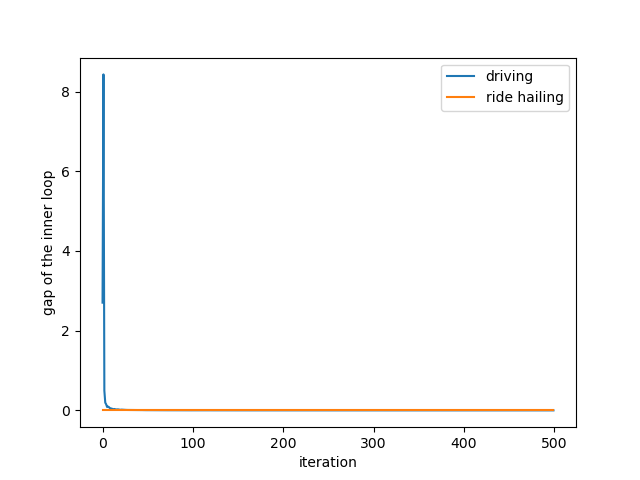 driving
ride hailing
8
6
4
2
0
gap of the inner loop
0 100 200 300 400 500
iteration